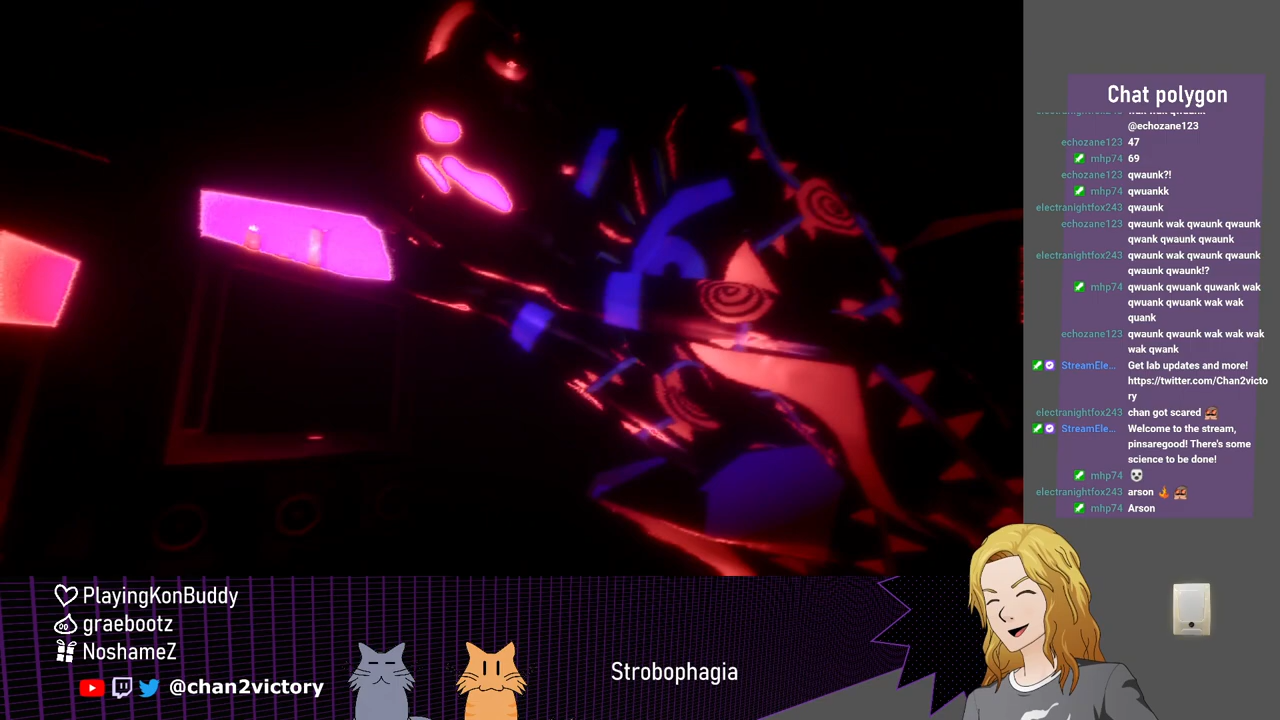 Chat polygon
@echozane123
echozane123 47
mhp74 69
echozane123 qwaunk?!
mhp74 qwuankk
electranightfox243 qwaunk
echozane123 qwaunk wak qwaunk qwaunk
qwank qwaunk qwaunk
electranightfox243 qwaunk wak qwaunk qwaunk
qwaunk qwaunk!?
mhp74 qwuank qwuank quwank wak
qwuank qwuank wak wak
quank
echozane123 qwaunk qwaunk wak wak wak
wak qwank
StreamEle... Get lab updates and more!
https://twitter.com/Chan2victo
ry
electranightfox243 chan got scared
StreamEle... Welcome to the stream,
pinsaregood! There's some
science to be done!
mhp74
electranightfox243 arson
mhp74 Arson
PlayingKonBuddy
graebootz
NoshameZ
@chan2victory
Strobophagia